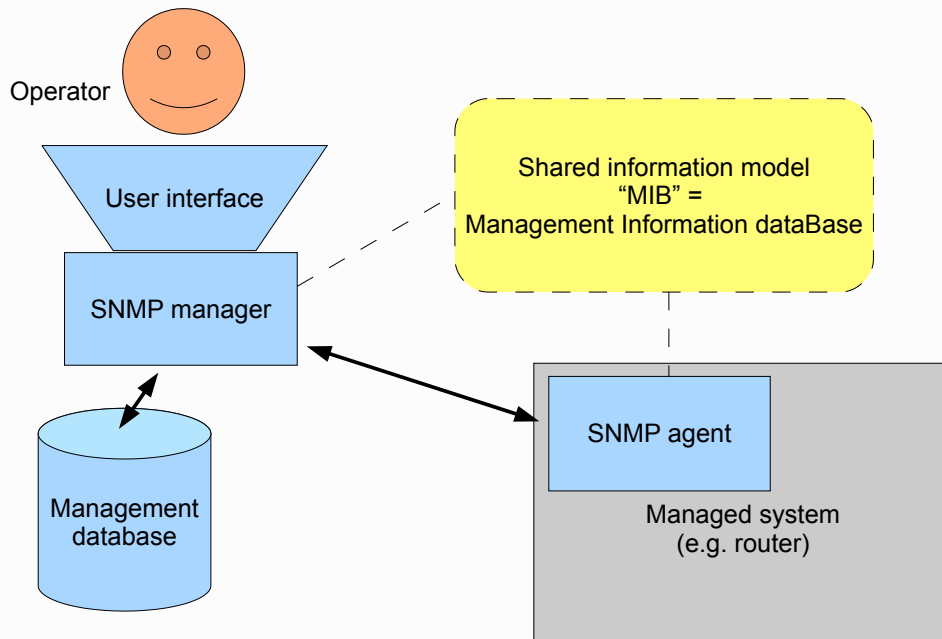 Operator
User interface
SNMP manager
Management
database
Shared information model
“MIB” =
Management Information dataBase
SNMP agent
Managed system
(e.g. router)